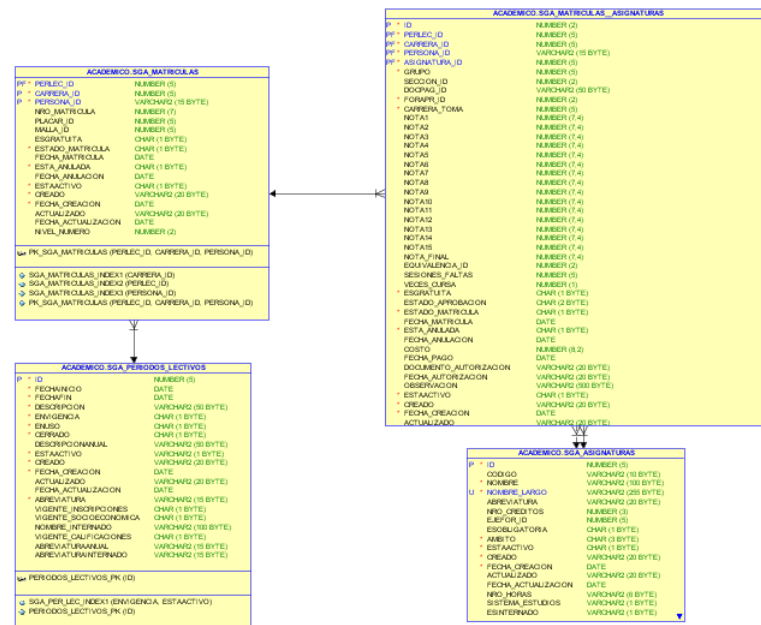 ACADEMICO.SGA_MATRICULAS
PF * PERLEC_ID NUMBER (5)
P * CARRERA_ID NUMBER (5)
P * PERSONA_ID VARCHAR2 (15 BYTE)
NRO_MATRICULA NUMBER (7)
PLACAR_ID NUMBER (5)
MALLA_ID NUMBER (5)
ESGRATUITA CHAR (1 BYTE)
* ESTADO_MATRICULA CHAR (1 BYTE)
FECHA_MATRICULA DATE
* ESTA_ANULADA CHAR (1 BYTE)
FECHA_ANULACION DATE
* ESTAACTIVO CHAR (1 BYTE)
* CREADO VARCHAR2 (20 BYTE)
* FECHA_CREACION DATE
ACTUALIZADO VARCHAR2 (20 BYTE)
FECHA_ACTUALIZACION DATE
NIVEL_NUMERO NUMBER (2)
PK_SGA_MATRICULAS (PERLEC_ID, CARRERA_ID, PERSONA_ID)
SGA_MATRICULAS_INDEX1 (CARRERA_ID)
SGA_MATRICULAS_INDEX2 (PERLEC_ID)
SGA_MATRICULAS_INDEX3 (PERSONA_ID)
PK_SGA_MATRICULAS (PERLEC_ID, CARRERA_ID, PERSONA_ID)
ACADEMICO.SGA_MATRICULAS__ASIGNATURAS
P * ID NUMBER (2)
PF * PERLEC_ID NUMBER (5)
PF * CARRERA_ID NUMBER (5)
PF * PERSONA_ID VARCHAR2 (15 BYTE)
PF * ASIGNATURA_ID NUMBER (5)
* GRUPO NUMBER (5)
SECCION_ID NUMBER (2)
DOCPAG_ID VARCHAR2 (50 BYTE)
* FORAPR_ID NUMBER (2)
* CARRERA_TOMA NUMBER (5)
NOTA1 NUMBER (7,4)
NOTA2 NUMBER (7,4)
NOTA3 NUMBER (7,4)
NOTA4 NUMBER (7,4)
NOTA5 NUMBER (7,4)
NOTA6 NUMBER (7,4)
NOTA7 NUMBER (7,4)
NOTA8 NUMBER (7,4)
NOTA9 NUMBER (7,4)
NOTA10 NUMBER (7,4)
NOTA11 NUMBER (7,4)
NOTA12 NUMBER (7,4)
NOTA13 NUMBER (7,4)
NOTA14 NUMBER (7,4)
NOTA15 NUMBER (7,4)
NOTA_FINAL NUMBER (7,4)
EQUIVALENCIA_ID NUMBER (2)
SESIONES_FALTAS NUMBER (5)
VECES_CURSA NUMBER (1)
* ESGRATUITA CHAR (1 BYTE)
ESTADO_APROBACION CHAR (2 BYTE)
* ESTADO_MATRICULA CHAR (1 BYTE)
FECHA_MATRICULA DATE
* ESTA_ANULADA CHAR (1 BYTE)
FECHA_ANULACION DATE
COSTO NUMBER (8,2)
FECHA_PAGO DATE
DOCUMENTO_AUTORIZACION VARCHAR2 (20 BYTE)
FECHA_AUTORIZACION VARCHAR2 (20 BYTE)
OBSERVACION VARCHAR2 (500 BYTE)
* ESTAACTIVO CHAR (1 BYTE)
* CREADO VARCHAR2 (20 BYTE)
* FECHA_CREACION DATE
ACTUALIZADO VARCHAR2 (20 BYTE)
ACADEMICO.SGA_PERIODOS_LECTIVOS
P * ID NUMBER (5)
* FECHAINICIO DATE
* FECHAFIN DATE
* DESCRIPCION VARCHAR2 (50 BYTE)
* ENVIGENCIA CHAR (1 BYTE)
* ENUSO CHAR (1 BYTE)
* CERRADO CHAR (1 BYTE)
DESCRIPCIONANUAL VARCHAR2 (50 BYTE)
* ESTAACTIVO VARCHAR2 (1 BYTE)
* CREADO VARCHAR2 (20 BYTE)
* FECHA_CREACION DATE
ACTUALIZADO VARCHAR2 (20 BYTE)
FECHA_ACTUALIZACION DATE
* ABREVIATURA VARCHAR2 (15 BYTE)
VIGENTE_INSCRIPCIONES CHAR (1 BYTE)
VIGENTE_SOCIOECONOMICA CHAR (1 BYTE)
NOMBRE_INTERNADO VARCHAR2 (100 BYTE)
VIGENTE_CALIFICACIONES CHAR (1 BYTE)
ABREVIATURAANUAL VARCHAR2 (15 BYTE)
ABREVIATURAINTERNADO VARCHAR2 (15 BYTE)
PERIODOS_LECTIVOS_PK (ID)
SGA_PER_LEC_INDEX1 (ENVIGENCIA, ESTAACTIVO)
PERIODOS_LECTIVOS_PK (ID)
ACADEMICO.SGA_ASIGNATURAS
P * ID NUMBER (5)
CODIGO VARCHAR2 (10 BYTE)
* NOMBRE VARCHAR2 (100 BYTE)
U * NOMBRE_LARGO VARCHAR2 (255 BYTE)
ABREVIATURA VARCHAR2 (20 BYTE)
NRO_CREDITOS NUMBER (3)
EJEFOR_ID NUMBER (5)
ESOBLIGATORIA CHAR (1 BYTE)
* AMBITO CHAR (3 BYTE)
* ESTAACTIVO CHAR (1 BYTE)
* CREADO VARCHAR2 (20 BYTE)
* FECHA_CREACION DATE
ACTUALIZADO VARCHAR2 (20 BYTE)
FECHA_ACTUALIZACION DATE
NRO_HORAS VARCHAR2 (6 BYTE)
SISTEMA_ESTUDIOS VARCHAR2 (1 BYTE)
ESINTERNADO VARCHAR2 (1 BYTE)